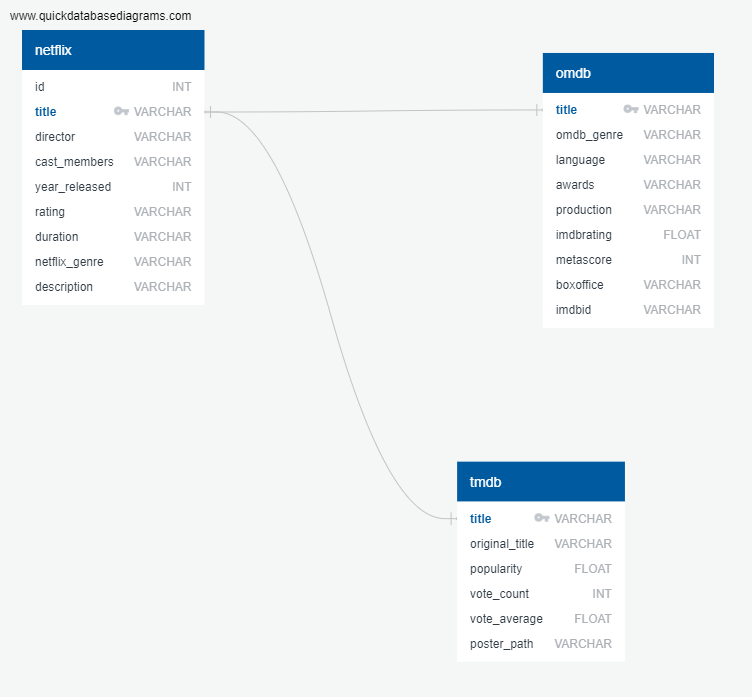 www.quickdatabasediagrams.com
netflix
id INT
title VARCHAR
director VARCHAR
cast_members VARCHAR
year_released INT
rating VARCHAR
duration VARCHAR
netflix_genre VARCHAR
description VARCHAR
omdb
title VARCHAR
omdb_genre VARCHAR
language VARCHAR
awards VARCHAR
production VARCHAR
imdbrating FLOAT
metascore INT
boxoffice VARCHAR
imdbid VARCHAR
tmdb
title VARCHAR
original_title VARCHAR
popularity FLOAT
vote_count INT
vote_average FLOAT
poster_path VARCHAR